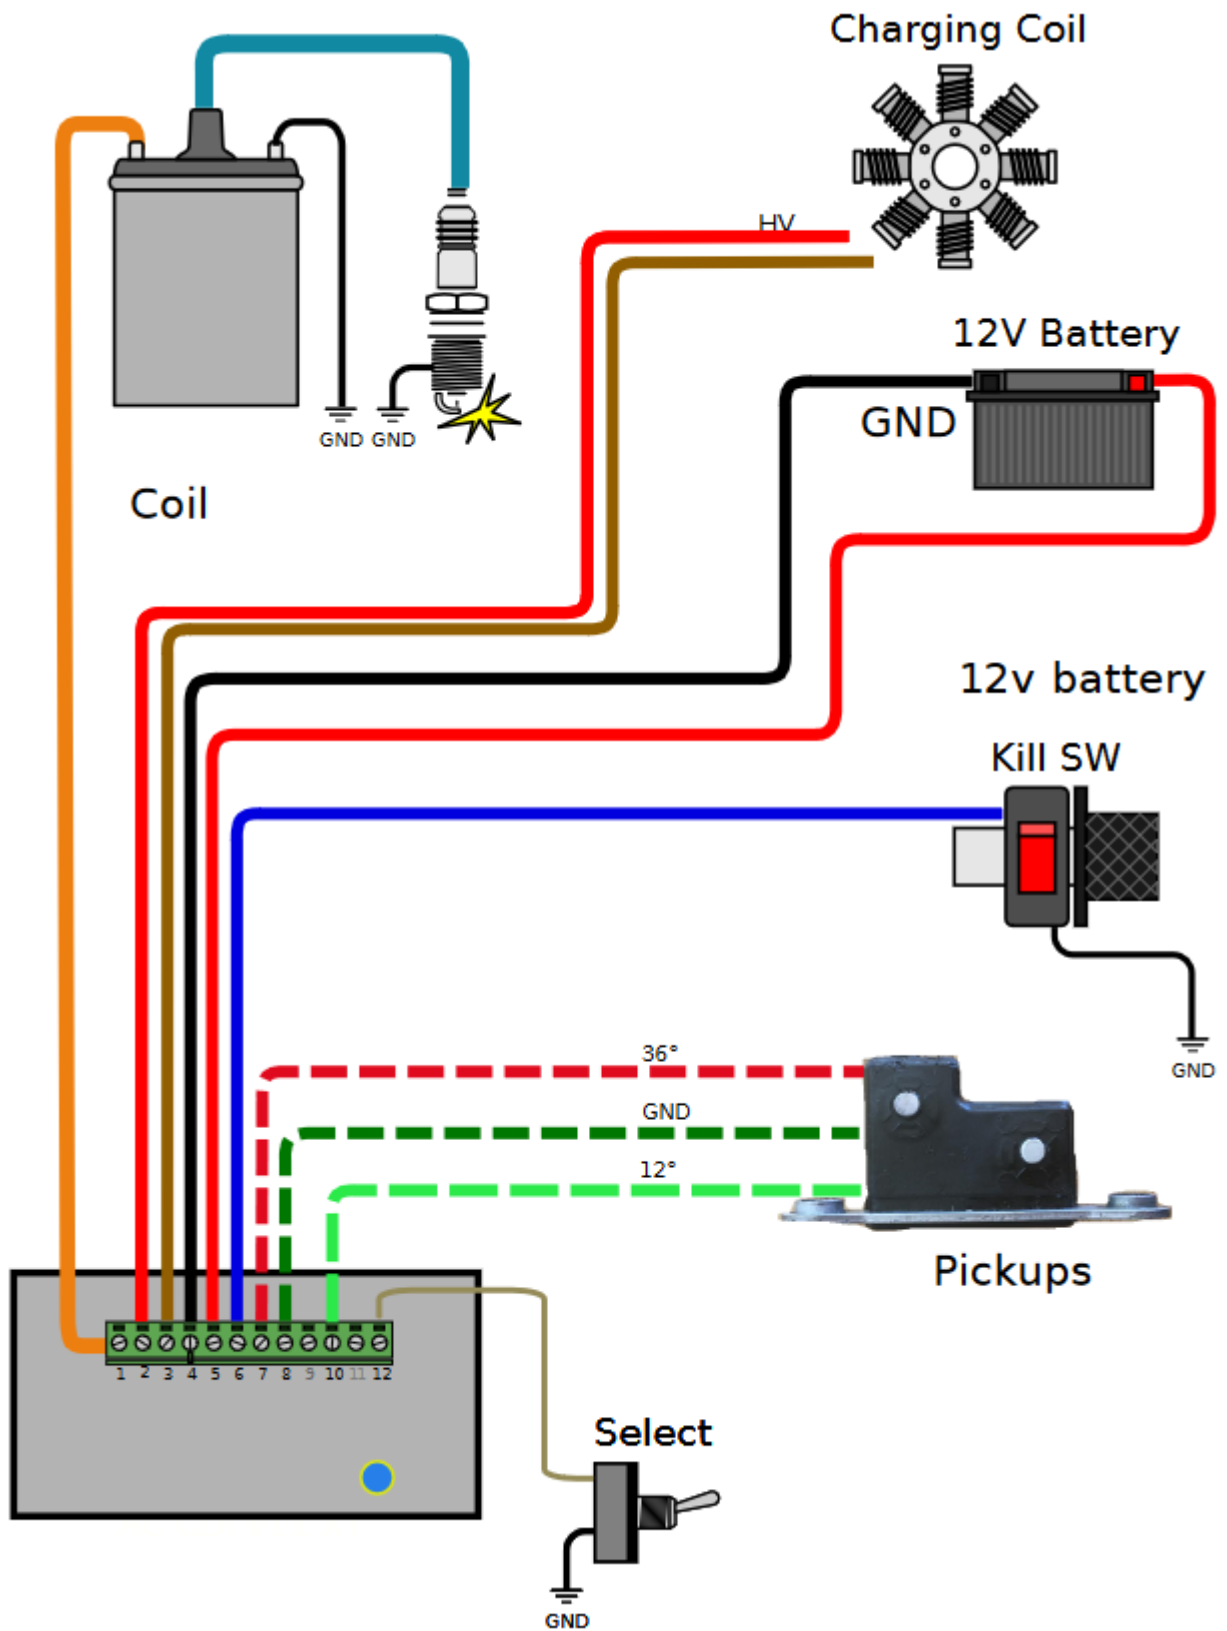 Charging Coil
HV
12V Battery
GND
GND GND
Coil
12v battery
Kill SW
GND
36°
GND
12°
Pickups
1 2 3 4 5 6 7 8 9 10 11 12
Select
GND